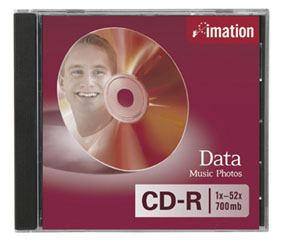 imation
Data
Music Photos
CD-R
1x-52x
700mb